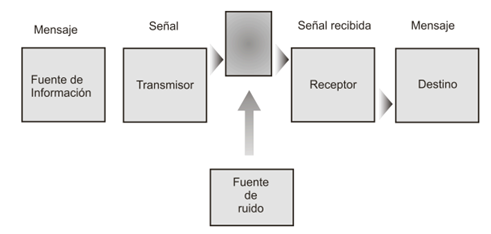 Mensaje
Señal
Señal recibida
Mensaje
Fuente de
Información
Transmisor
Receptor
Destino
Fuente
de
ruido